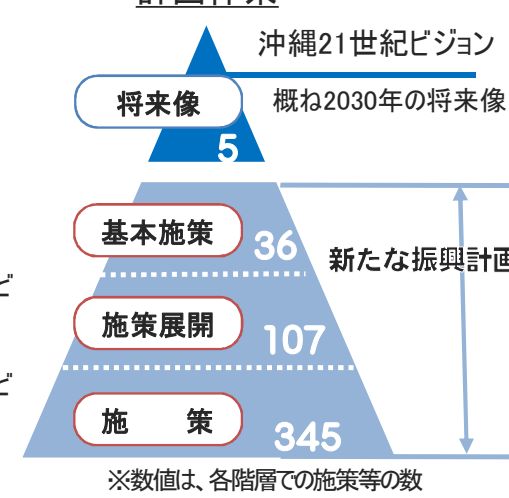 沖縄21世紀ビジョン
将来像
概ね2030年の将来像
5
基本施策
36
新たな振興計画
ビ
施策展開
107
ビ
施 策
345
※数値は、各階層での施策等の数